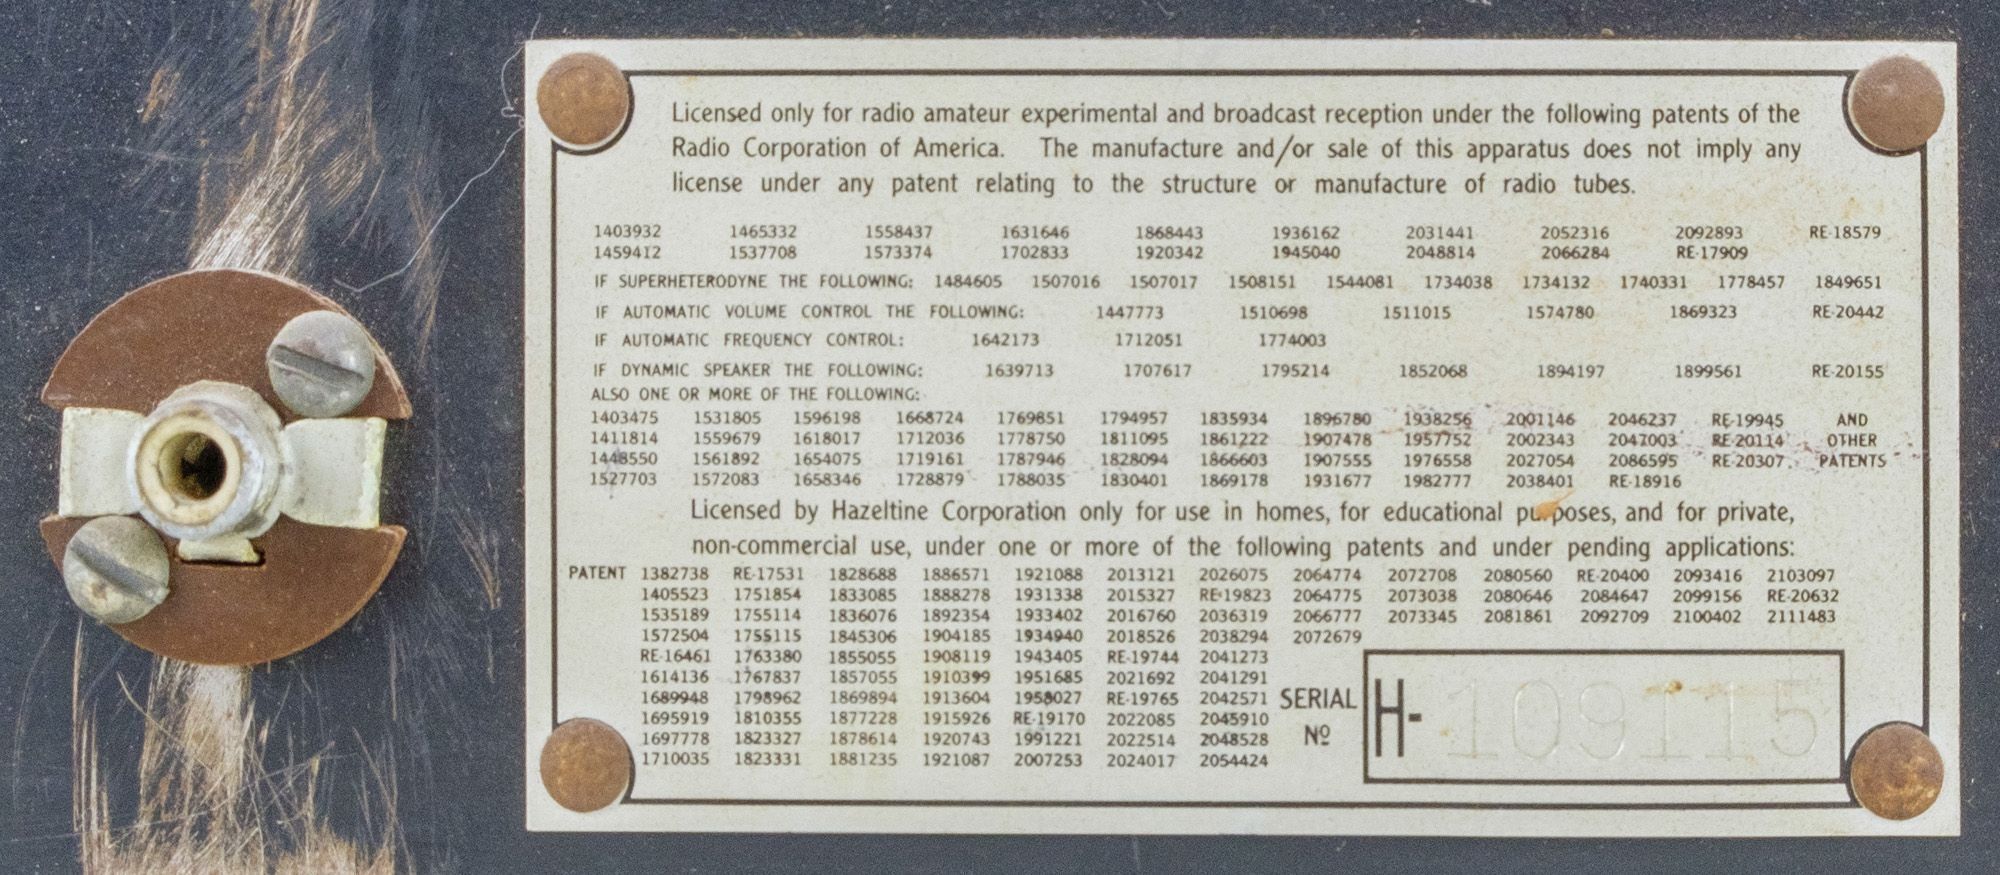 Licensed only for radio amateur experimental and broadcast reception under the following patents of the
Radio Corporation of America. The manufacture and/or sale of this apparatus does not imply any
license under any patent relating to the structure or manufacture of radio tubes.
1403932 1465332 1558437 1631646 1868443 1936162 2031441 2052316 2092893 RE-18579
1459412 1537708 1573374 1702833 1920342 1945040 2048814 2066284 RE-17909
IF SUPERHETERODYNE THE FOLLOWING: 1484605 1507016 1507017 1508151 1544081 1734038 1734132 1740331 1778457 1849651
IF AUTOMATIC VOLUME CONTROL THE FOLLOWING: 1447773 1510698 1511015 1574780 1869323 RE-20442
IF AUTOMATIC FREQUENCY CONTROL: 1642173 1712051 1774003
IF DYNAMIC SPEAKER THE FOLLOWING: 1639713 1707617 1795214 1852068 1894197 1899561 RE-20155
ALSO ONE OR MORE OF THE FOLLOWING:
1403475 1531805 1596198 1668724 1769851 1794957 1835934 1896780 1938256 2001146 2046237 RE-19945 AND
1411814 1559679 1618017 1712036 1778750 1811095 1861222 1907478 1957752 2002343 2047003 RE-20114 OTHER
1448550 1561892 1654075 1719161 1787946 1828094 1866603 1907555 1976558 2027054 2086595 RE-20307 PATENTS
1527703 1572083 1658346 1728879 1788035 1830401 1869178 1931677 1982777 2038401 RE-18916
Licensed by Hazeltine Corporation only for use in homes, for educational purposes, and for private,
non-commercial use, under one or more of the following patents and under pending applications:
PATENT 1382738 RE-17531 1828688 1886571 1921088 2013121 2026075 2064774 2072708 2080560 RE-20400 2093416 2103097
1405523 1751854 1833085 1888278 1931338 2015327 RE-19823 2064775 2073038 2080646 2084647 2099156 RE-20632
1535189 1755114 1836076 1892354 1933402 2016760 2036319 2066777 2073345 2081861 2092709 2100402 2111483
1572504 1755115 1845306 1904185 1934940 2018526 2038294 2072679
RE-16461 1763380 1855055 1908119 1943405 RE-19744 2041273
1614136 1767837 1857055 1910399 1951685 2021692 2041291
1689948 1798962 1869894 1913604 1958027 RE-19765 2042571
1695919 1810355 1877228 1915926 RE-19170 2022085 2045910
1697778 1823327 1878614 1920743 1991221 2022514 2048528
1710035 1823331 1881235 1921087 2007253 2024017 2054424
SERIAL
Nº
H-109115